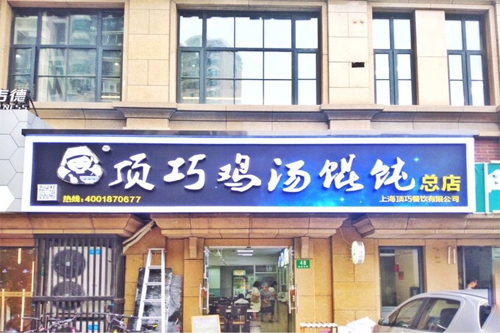 顶巧鸡汤馄饨 总店
热线:4001870677
上海顶巧餐饮有限公司